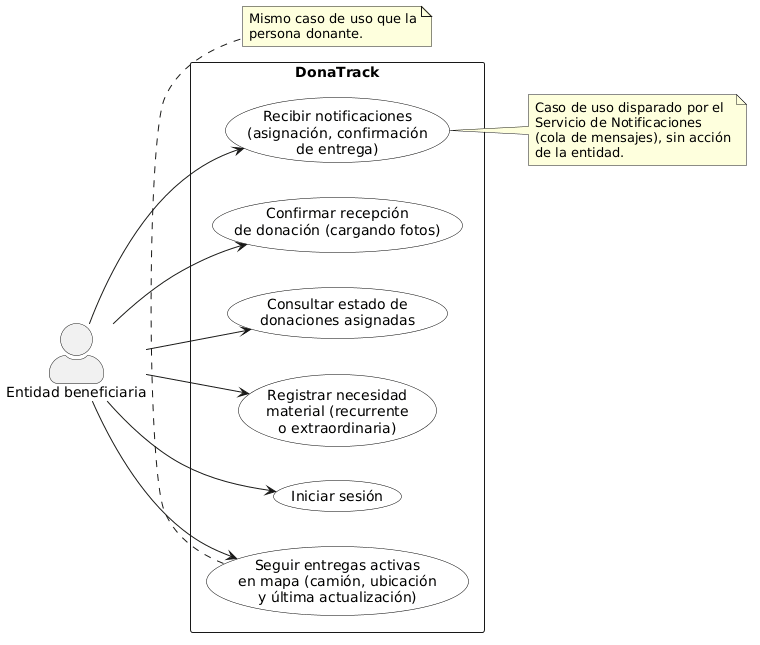 Mismo caso de uso que la
persona donante.
DonaTrack
Recibir notificaciones
(asignación, confirmación
de entrega)
Caso de uso disparado por el
Servicio de Notificaciones
(cola de mensajes), sin acción
de la entidad.
Confirmar recepción
de donación (cargando fotos)
Consultar estado de
donaciones asignadas
Entidad beneficiaria
Registrar necesidad
material (recurrente
o extraordinaria)
Iniciar sesión
Seguir entregas activas
en mapa (camión, ubicación
y última actualización)